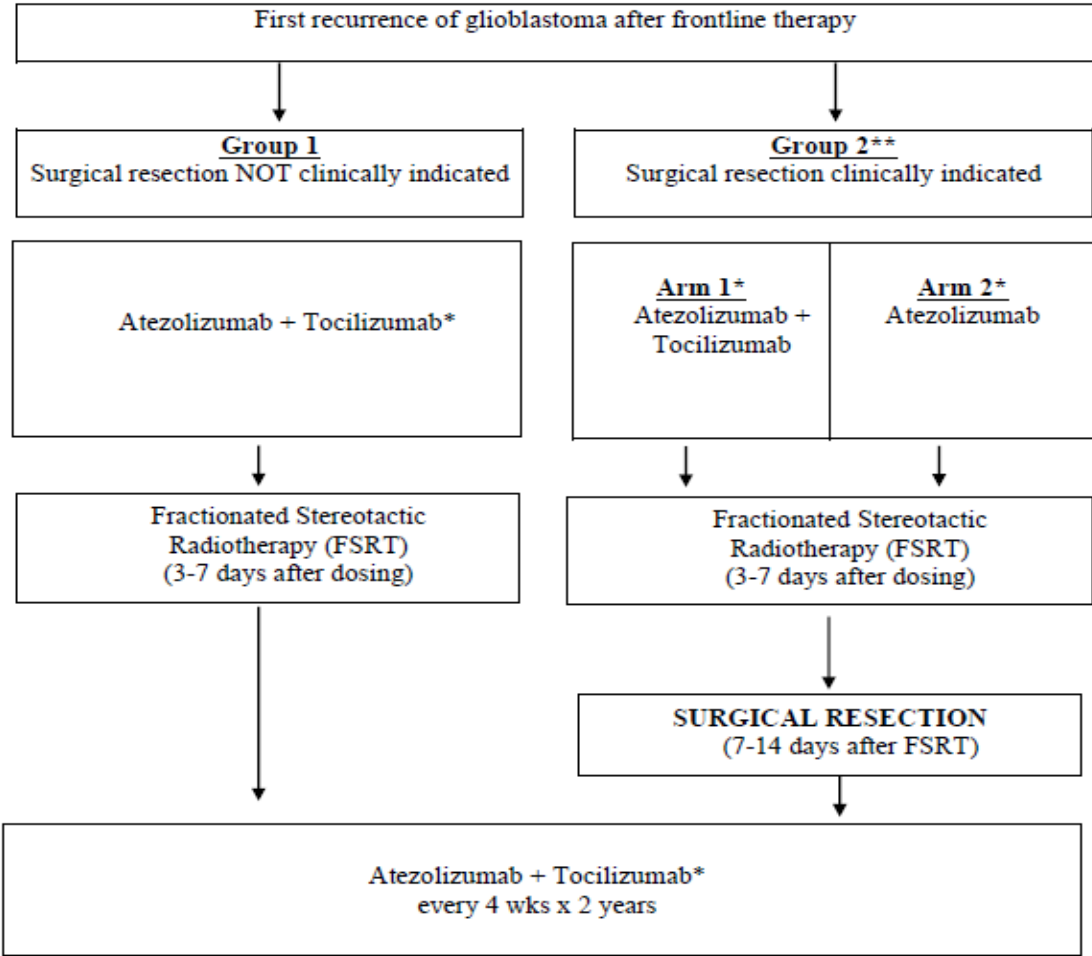 First recurrence of glioblastoma after frontline therapy
Group 1
Surgical resection NOT clinically indicated
Group 2**
Surgical resection clinically indicated
Atezolizumab + Tocilizumab*
Arm 1*
Atezolizumab +
Tocilizumab
Arm 2*
Atezolizumab
Fractionated Stereotactic
Radiotherapy (FSRT)
(3-7 days after dosing)
Fractionated Stereotactic
Radiotherapy (FSRT)
(3-7 days after dosing)
SURGICAL RESECTION
(7-14 days after FSRT)
Atezolizumab + Tocilizumab*
every 4 wks x 2 years